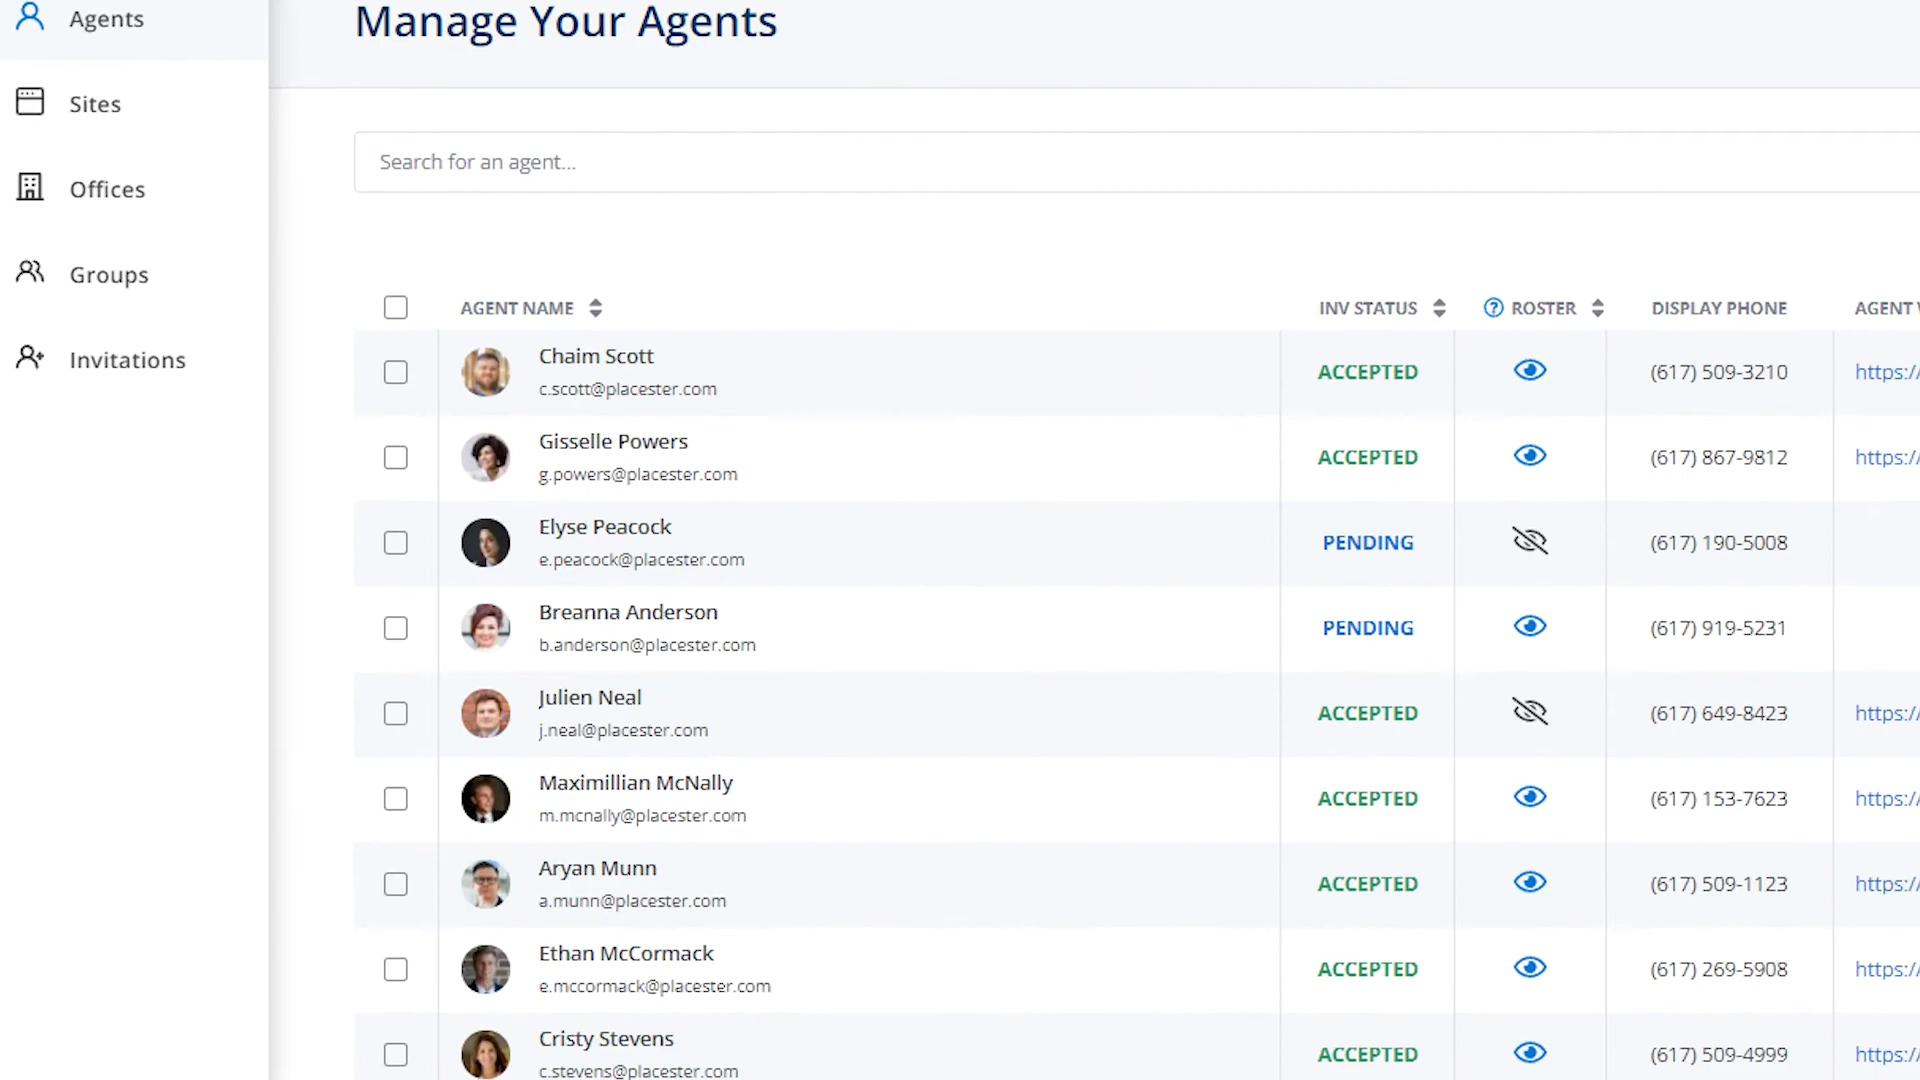 Agents
Manage Your Agents
Sites
Search for an agent...
Offices
Groups
AGENT NAME INV STATUS ? ROSTER DISPLAY PHONE AGENT
Invitations
Chaim Scott
c.scott@placester.com
ACCEPTED (617) 509-3210 https:/
Gisselle Powers
g.powers@placester.com
ACCEPTED (617) 867-9812 https:/
Elyse Peacock
e.peacock@placester.com
PENDING (617) 190-5008
Breanna Anderson
b.anderson@placester.com
PENDING (617) 919-5231
Julien Neal
j.neal@placester.com
ACCEPTED (617) 649-8423 https:/
Maximillian McNally
m.mcnally@placester.com
ACCEPTED (617) 153-7623 https:/
Aryan Munn
a.munn@placester.com
ACCEPTED (617) 509-1123 https:/
Ethan McCormack
e.mccormack@placester.com
ACCEPTED (617) 269-5908 https:/
Cristy Stevens
c.stevens@placester.com
ACCEPTED (617) 509-4999 https:/